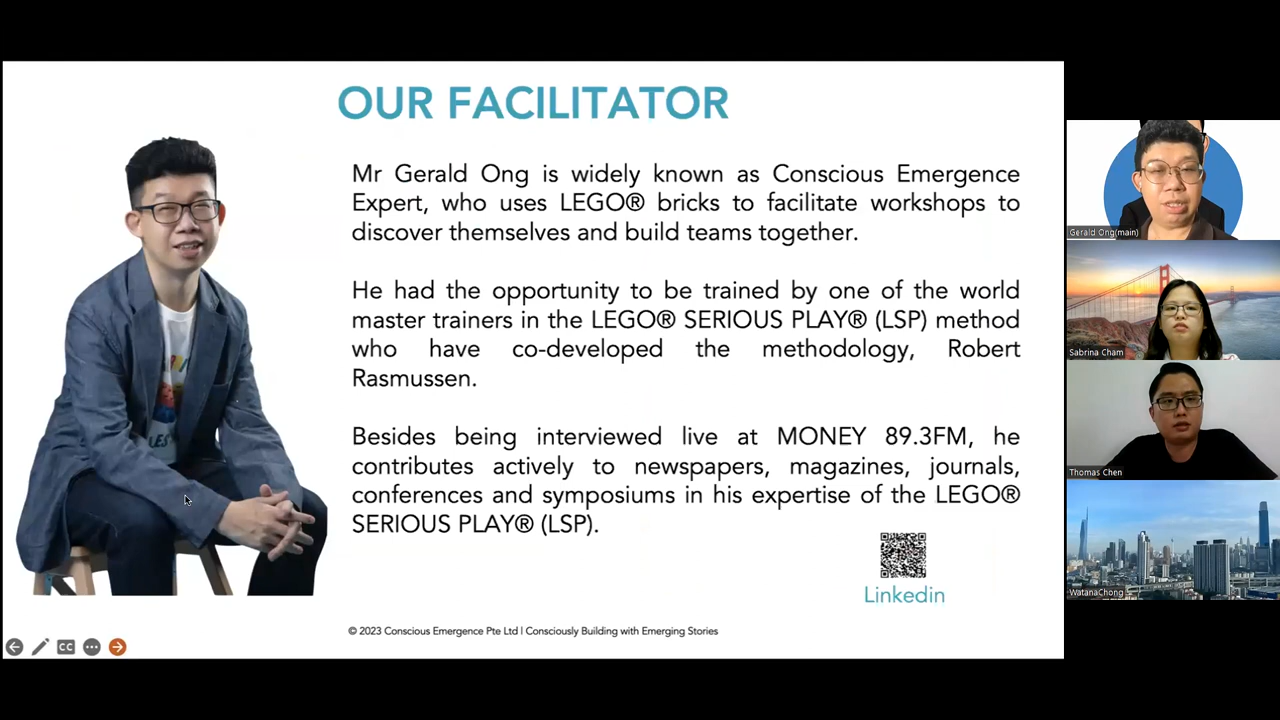 OUR FACILITATOR
Mr Gerald Ong is widely known as Conscious Emergence
Expert, who uses LEGO® bricks to facilitate workshops to
discover themselves and build teams together.
He had the opportunity to be trained by one of the world
master trainers in the LEGO® SERIOUS PLAY® (LSP) method
who have co-developed the methodology, Robert
Rasmussen.
Besides being interviewed live at MONEY 89.3FM, he
contributes actively to newspapers, magazines, journals,
conferences and symposiums in his expertise of the LEGO®
SERIOUS PLAY® (LSP).
Linkedin
© 2023 Conscious Emergence Pte Ltd | Consciously Building with Emerging Stories
CC
Gerald Ong(main)
Sabrina Cham
Thomas Chen
WatanaChong